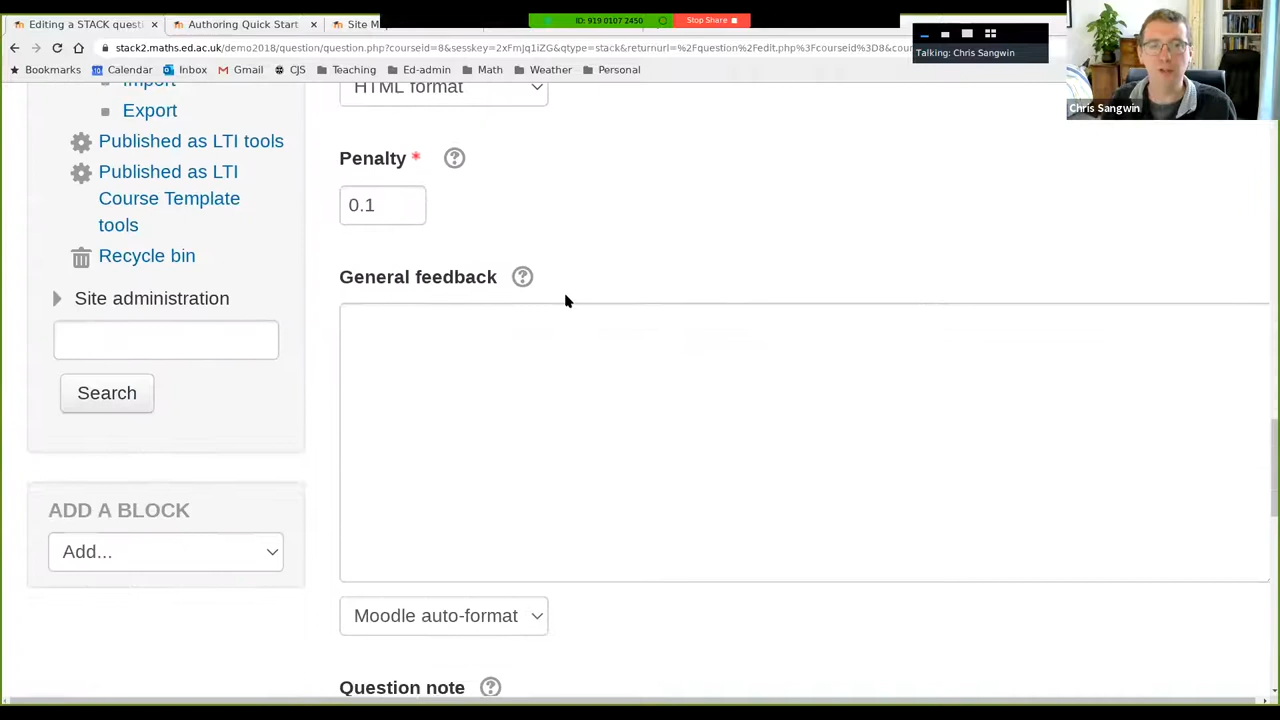 Editing a STACK questi
Authoring Quick Start
Site M
ID: 919 0107 2450
Stop Share
stack2.maths.ed.ac.uk/demo2018/question/question.php?courseid=8&sesskey=2xFmJq1IZG&qtype=stack&returnurl=%2Fquestion%2Fedit.php%3Fcourseid%3D8&cou
Talking: Chris Sangwin
Bookmarks
Calendar
Inbox
Gmail
CJS
Teaching
Ed-admin
Math
Weather
Personal
Chris Sangwin
Import
Export
Published as LTI tools
Published as LTI
Course Template
tools
Recycle bin
Site administration
Search
ADD A BLOCK
Add...
HTML format
Penalty *
0.1
General feedback
Moodle auto-format
Question note